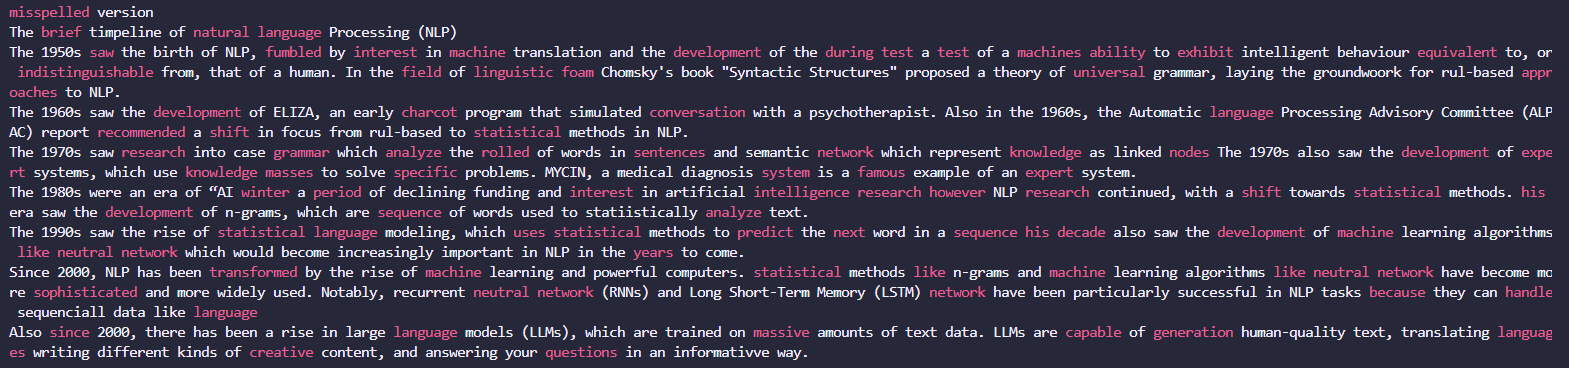 misspelled version
The brief timpeline of natural language Processing (NLP)
The 1950s saw the birth of NLP, fumbled by interest in machine translation and the development of the during test a test of a machines ability to exhibit intelligent behaviour equivalent to, or
 indistinguishable from, that of a human. In the field of linguistic foam Chomsky's book "Syntactic Structures" proposed a theory of universal grammar, laying the groundwoork for rul-based appr
oaches to NLP.
The 1960s saw the development of ELIZA, an early charcot program that simulated conversation with a psychotherapist. Also in the 1960s, the Automatic language Processing Advisory Committee (ALP
AC) report recommended a shift in focus from rul-based to statistical methods in NLP.
The 1970s saw research into case grammar which analyze the rolled of words in sentences and semantic network which represent knowledge as linked nodes The 1970s also saw the development of expe
rt systems, which use knowledge masses to solve specific problems. MYCIN, a medical diagnosis system is a famous example of an expert system.
The 1980s were an era of “AI winter a period of declining funding and interest in artificial intelligence research however NLP research continued, with a shift towards statistical methods. his
era saw the development of n-grams, which are sequence of words used to statiistically analyze text.
The 1990s saw the rise of statistical language modeling, which uses statistical methods to predict the next word in a sequence his decade also saw the development of machine learning algorithms
 like neutral network which would become increasingly important in NLP in the years to come.
Since 2000, NLP has been transformed by the rise of machine learning and powerful computers. statistical methods like n-grams and machine learning algorithms like neutral network have become mo
re sophisticated and more widely used. Notably, recurrent neutral network (RNNs) and Long Short-Term Memory (LSTM) network have been particularly successful in NLP tasks because they can handle
 sequenciall data like language
Also since 2000, there has been a rise in large language models (LLMs), which are trained on massive amounts of text data. LLMs are capable of generation human-quality text, translating languag
es writing different kinds of creative content, and answering your questions in an informativve way.